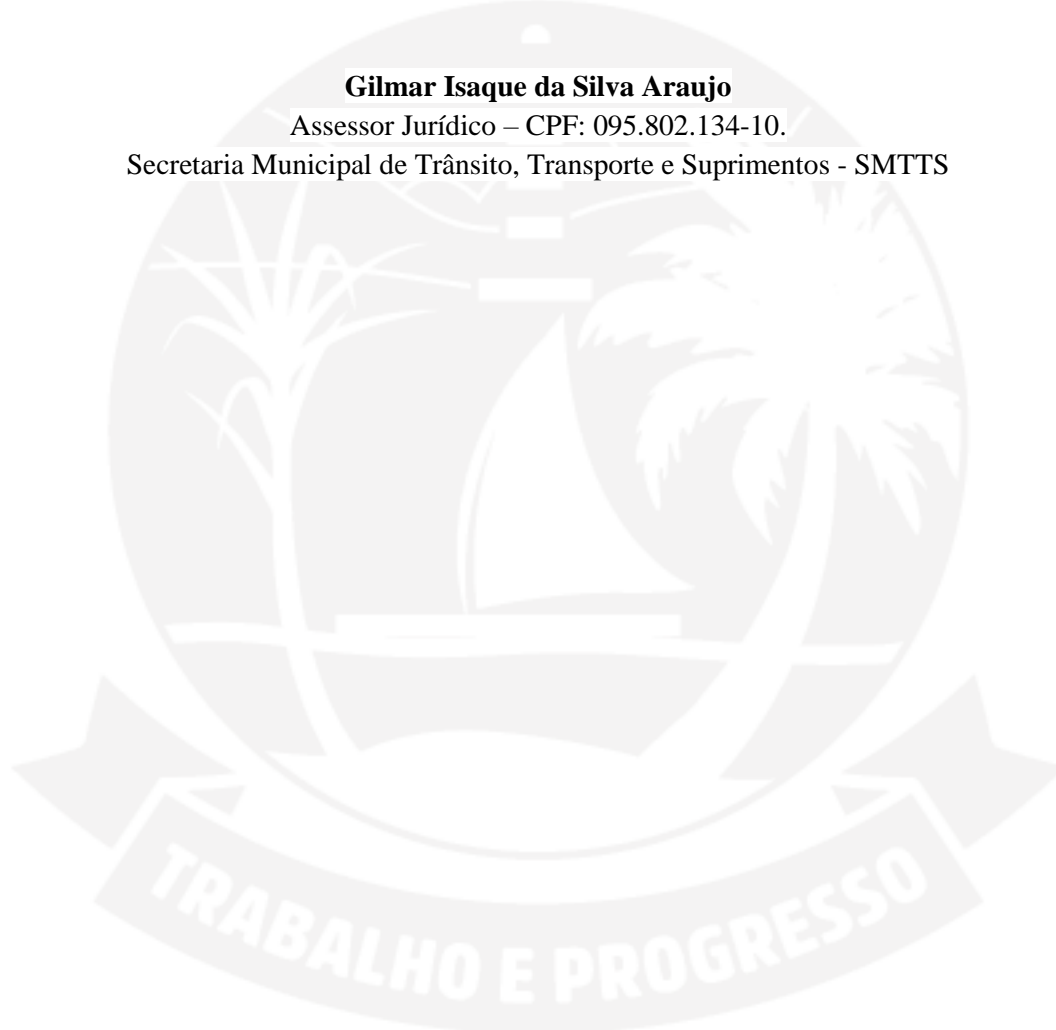 Gilmar Isaque da Silva Araujo
Assessor Jurídico – CPF: 095.802.134-10.
Secretaria Municipal de Trânsito, Transporte e Suprimentos - SMTTS
TRABALHO E PROGRESSO